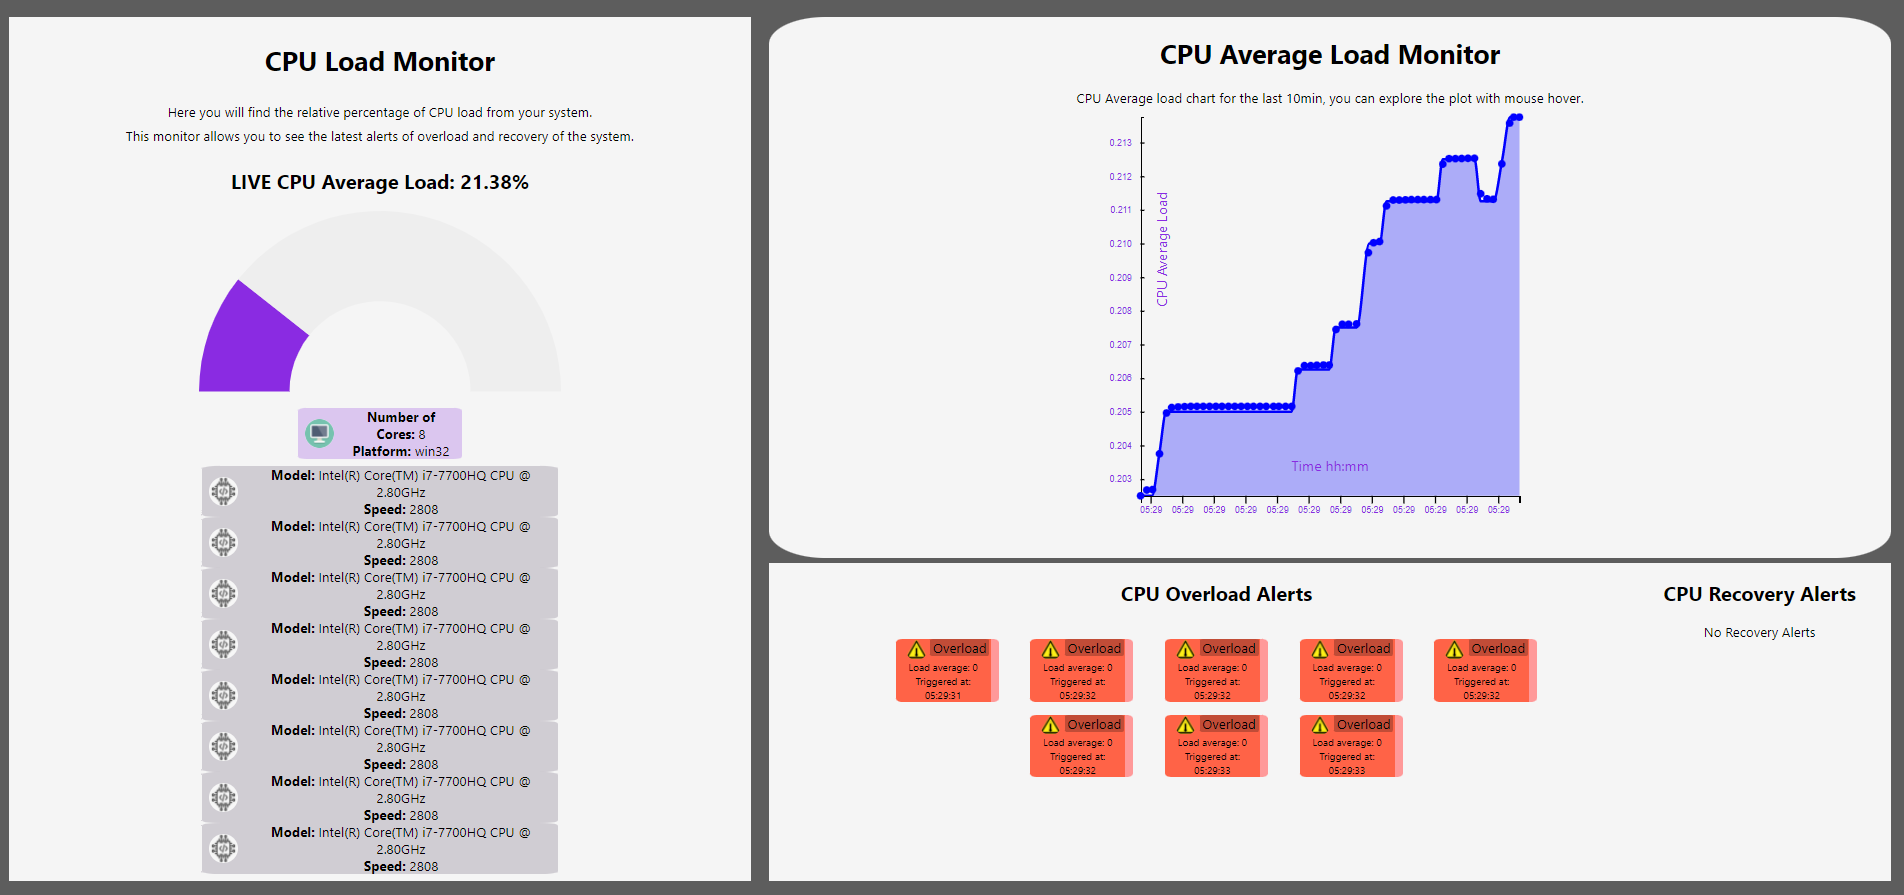 CPU Load Monitor
Here you will find the relative percentage of CPU load from your system.
This monitor allows you to see the latest alerts of overload and recovery of the system.
LIVE CPU Average Load: 21.38%
Number of
Cores: 8
Platform: win32
Model: Intel(R) Core(TM) i7-7700HQ CPU @
2.80GHz
Speed: 2808
Model: Intel(R) Core(TM) i7-7700HQ CPU @
2.80GHz
Speed: 2808
Model: Intel(R) Core(TM) i7-7700HQ CPU @
2.80GHz
Speed: 2808
Model: Intel(R) Core(TM) i7-7700HQ CPU @
2.80GHz
Speed: 2808
Model: Intel(R) Core(TM) i7-7700HQ CPU @
2.80GHz
Speed: 2808
Model: Intel(R) Core(TM) i7-7700HQ CPU @
2.80GHz
Speed: 2808
Model: Intel(R) Core(TM) i7-7700HQ CPU @
2.80GHz
Speed: 2808
Model: Intel(R) Core(TM) i7-7700HQ CPU @
2.80GHz
Speed: 2808
CPU Average Load Monitor
CPU Average load chart for the last 10min, you can explore the plot with mouse hover.
0.213
0.212
0.211
0.210
0.209
0.208
0.207
0.206
0.205
0.204
0.203
CPU Average Load
Time hh:mm
05:29 05:29 05:29 05:29 05:29 05:29 05:29 05:29 05:29 05:29 05:29 05:29
CPU Overload Alerts
Overload
Load average: 0
Triggered at:
05:29:31
Overload
Load average: 0
Triggered at:
05:29:32
Overload
Load average: 0
Triggered at:
05:29:32
Overload
Load average: 0
Triggered at:
05:29:32
Overload
Load average: 0
Triggered at:
05:29:32
Overload
Load average: 0
Triggered at:
05:29:32
Overload
Load average: 0
Triggered at:
05:29:33
Overload
Load average: 0
Triggered at:
05:29:33
CPU Recovery Alerts
No Recovery Alerts